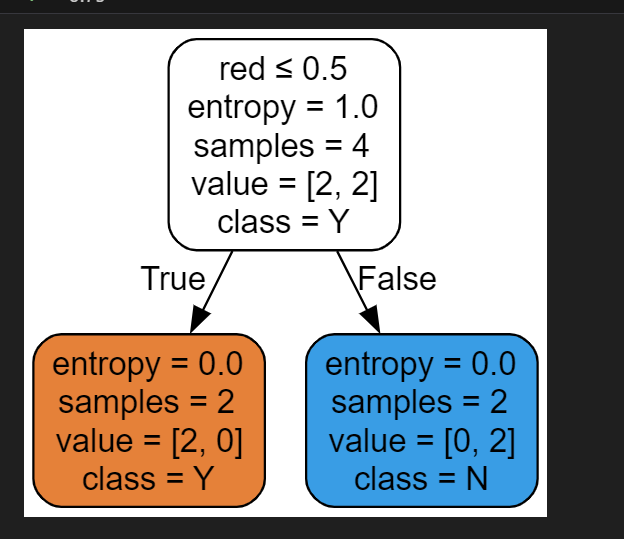 red ≤ 0.5
entropy = 1.0
samples = 4
value = [2, 2]
class = Y
True
False
entropy = 0.0
samples = 2
value = [2, 0]
class = Y
entropy = 0.0
samples = 2
value = [0, 2]
class = N